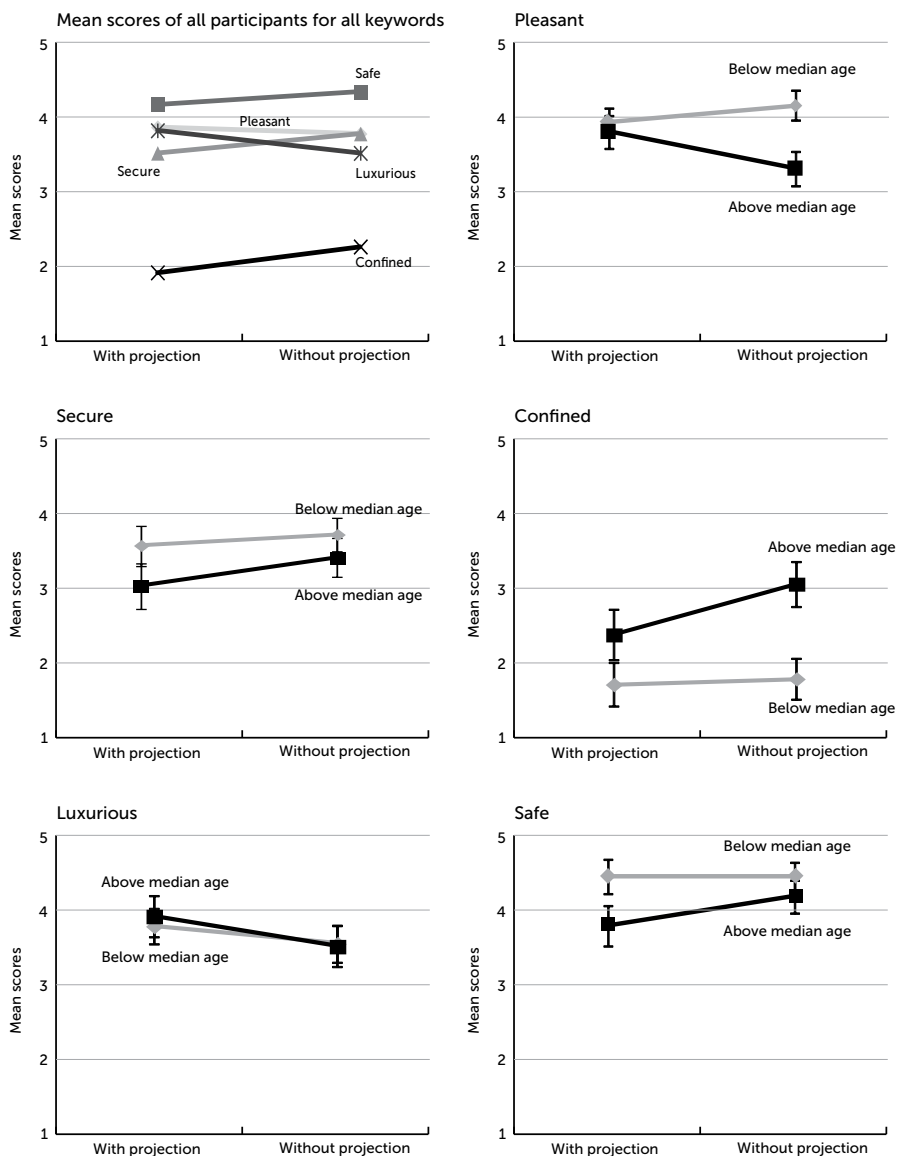 Mean scores of all participants for all keywords
5
4
3
2
1
Mean scores
Safe
Pleasant
Secure
Luxurious
Confined
With projection
Without projection
Pleasant
5
4
3
2
1
Mean scores
Below median age
Above median age
With projection
Without projection
Secure
5
4
3
2
1
Mean scores
Below median age
Above median age
With projection
Without projection
Confined
5
4
3
2
1
Mean scores
Above median age
Below median age
With projection
Without projection
Luxurious
5
4
3
2
1
Mean scores
Above median age
Below median age
With projection
Without projection
Safe
5
4
3
2
1
Mean scores
Below median age
Above median age
With projection
Without projection